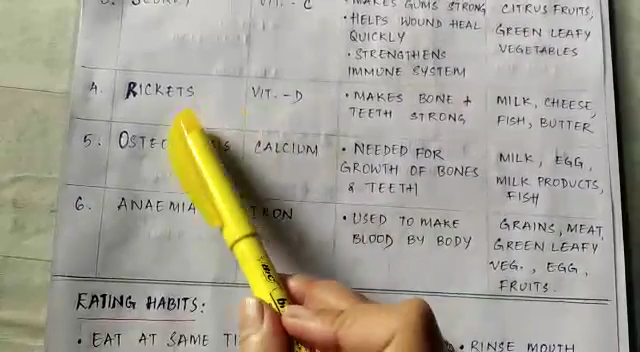 VIT. - C
MAKES GUMS STRONG
• HELPS WOUND HEAL QUICKLY
• STRENGTHENS IMMUNE SYSTEM
CITRUS FRUITS,
GREEN LEAFY
VEGETABLES
4. RICKETS
VIT. - D
• MAKES BONE +
TEETH STRONG
MILK, CHEESE,
FISH, BUTTER
5.
CALCIUM
• NEEDED FOR
GROWTH OF BONES
& TEETH
MILK, EGG,
MILK PRODUCTS,
FISH
6. ANAEMIA
IRON
• USED TO MAKE
BLOOD BY BODY
GRAINS, MEAT,
GREEN LEAFY
VEG., EGG,
FRUITS.
EATING HABITS:
• EAT AT SAME
• RINSE MOUTH
BIC